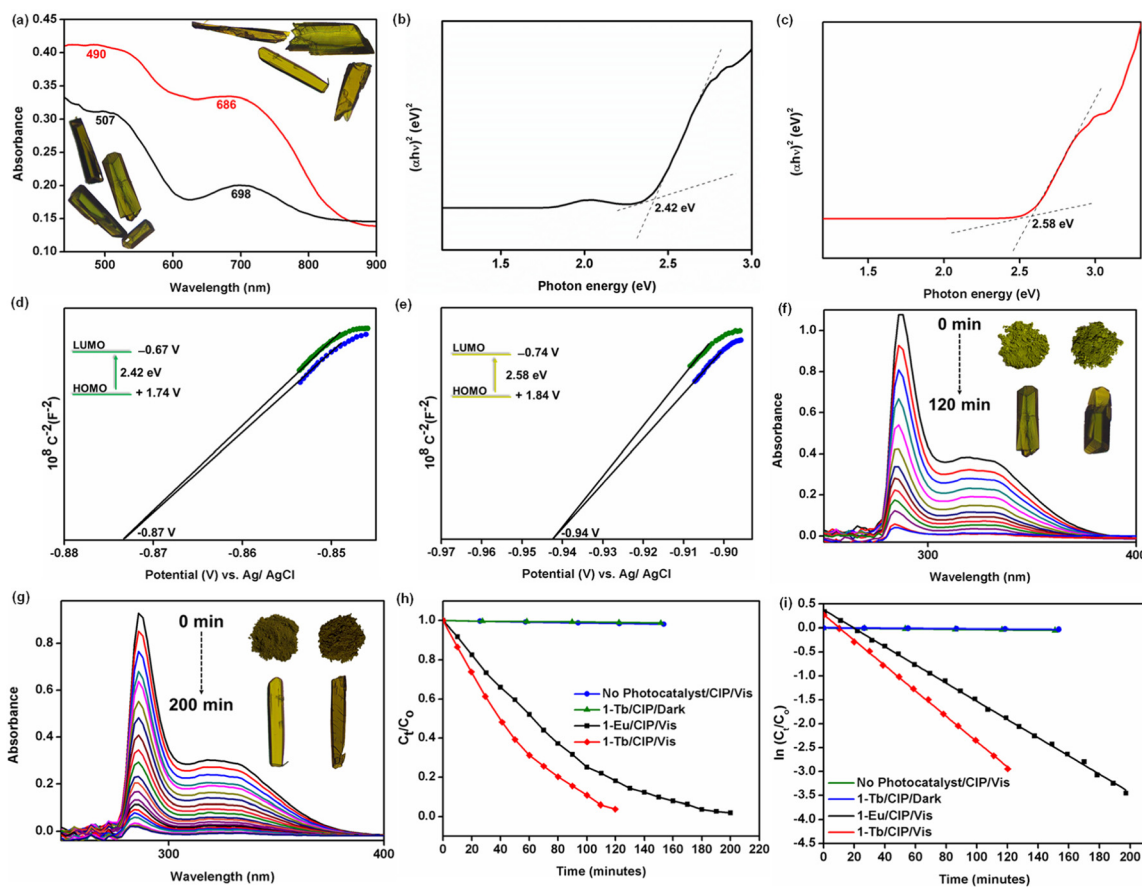 (a)
0.45
0.40
0.35
0.30
0.25
0.20
0.15
0.10
Absorbance
490
686
507
698
500
600
700
800
900
Wavelength (nm)
(b)
(αhν)² (eV)²
2.42 eV
1.5
2.0
2.5
3.0
Photon energy (eV)
(c)
(αhν)² (eV)²
2.58 eV
1.5
2.0
2.5
3.0
Photon energy (eV)
(d)
10⁸ C⁻²(F⁻²)
LUMO
−0.67 V
2.42 eV
HOMO
+ 1.74 V
-0.87 V
-0.88
-0.87
-0.86
-0.85
Potential (V) vs. Ag/ AgCl
(e)
10⁸ C⁻²(F⁻²)
LUMO
−0.74 V
2.58 eV
HOMO
+ 1.84 V
-0.94 V
-0.97
-0.96
-0.95
-0.94
-0.93
-0.92
-0.91
-0.90
Potential (V) vs. Ag/ AgCl
(f)
1.0
0.8
0.6
0.4
0.2
0.0
Absorbance
0 min
120 min
300
400
Wavelength (nm)
(g)
0.8
0.6
0.4
0.2
0.0
Absorbance
0 min
200 min
300
400
Wavelength (nm)
(h)
1.0
0.8
0.6
0.4
0.2
0.0
Ct/Co
No Photocatalyst/CIP/Vis
1-Tb/CIP/Dark
1-Eu/CIP/Vis
1-Tb/CIP/Vis
0 20 40 60 80 100 120 140 160 180 200 220
Time (minutes)
(i)
0.5
0.0
-0.5
-1.0
-1.5
-2.0
-2.5
-3.0
-3.5
-4.0
-4.5
ln (Ct/Co)
No Photocatalyst/CIP/Vis
1-Tb/CIP/Dark
1-Eu/CIP/Vis
1-Tb/CIP/Vis
0 20 40 60 80 100 120 140 160 180 200
Time (minutes)